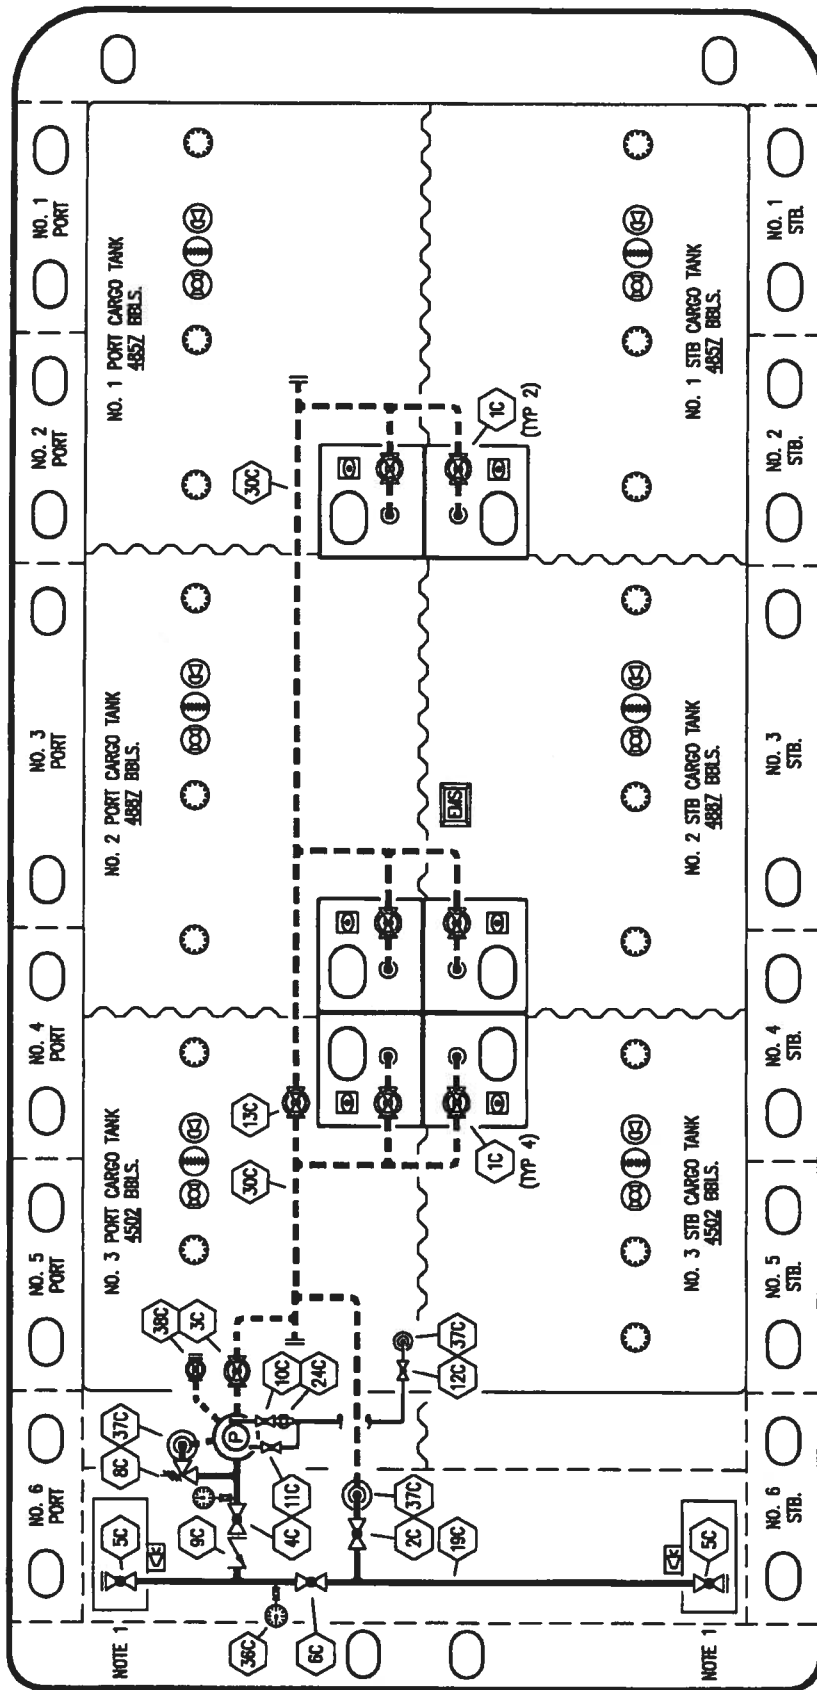 NO. 1
PORT
NO. 2
PORT
NO. 3
PORT
NO. 4
PORT
NO. 5
PORT
NO. 6
PORT
NO. 1 PORT CARGO TANK
4857 BBLS.
NO. 2 PORT CARGO TANK
4887 BBLS.
NO. 3 PORT CARGO TANK
4502 BBLS.
30C
1C
(TYP 2)
EMS
13C
30C
1C
(TYP 4)
38C
3C
10C
24C
37C
12C
37C
8C
P
11C
9C
4C
37C
2C
19C
5C
36C
6C
5C
NOTE 1
NOTE 1
NO. 1 STB CARGO TANK
4857 BBLS.
NO. 2 STB CARGO TANK
4887 BBLS.
NO. 3 STB CARGO TANK
4502 BBLS.
NO. 1
STB.
NO. 2
STB.
NO. 3
STB.
NO. 4
STB.
NO. 5
STB.
NO. 6
STB.